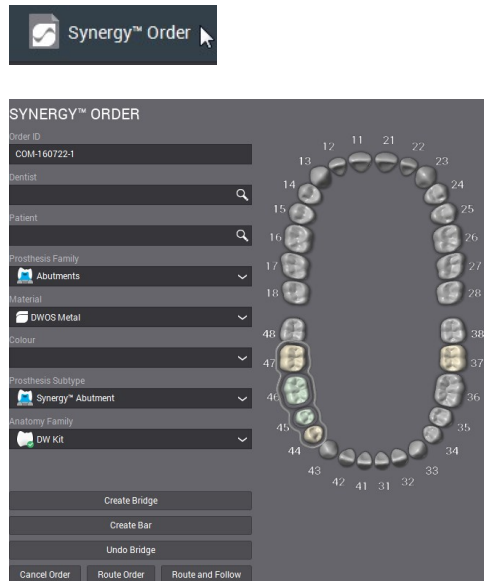 Synergy™ Order
SYNERGY™ ORDER
Order ID
COM-160722-1
Dentist
Patient
Prosthesis Family
Abutments
Material
DWOS Metal
Colour
Prosthesis Subtype
Synergy™ Abutment
Anatomy Family
DW Kit
Create Bridge
Create Bar
Undo Bridge
Cancel Order Route Order Route and Follow
12 11 21 22
13 23
14 24
15 25
16 26
17 27
18 28
48 38
47 37
46 36
45 35
44 34
43 33
42 41 31 32